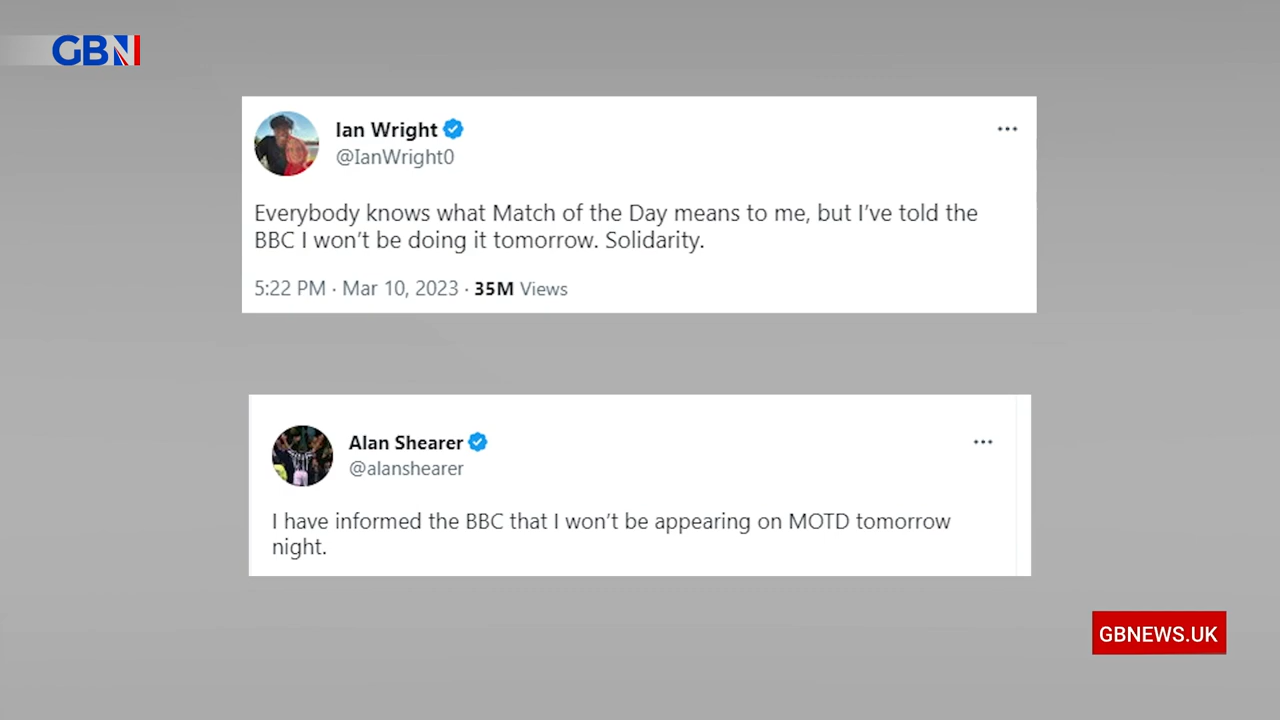 GBN
Ian Wright
@IanWright0
Everybody knows what Match of the Day means to me, but I’ve told the
BBC I won’t be doing it tomorrow. Solidarity.
5:22 PM · Mar 10, 2023 · 35M Views
Alan Shearer
@alanshearer
I have informed the BBC that I won’t be appearing on MOTD tomorrow
night.
GBNEWS.UK